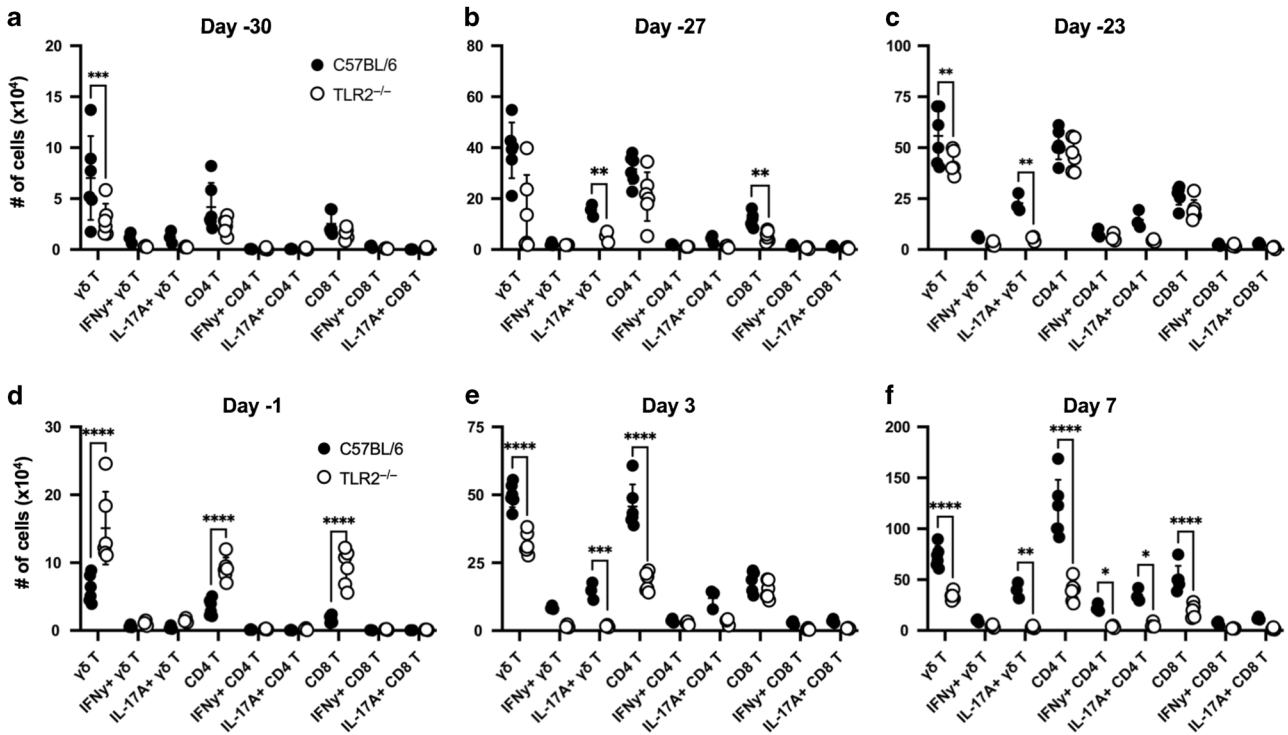 a
Day -30
20
15
10
5
0
# of cells (x10⁴)
***
C57BL/6
TLR2⁻/⁻
γδ T
IFNγ+ γδ T
IL-17A+ γδ T
CD4 T
IFNγ+ CD4 T
IL-17A+ CD4 T
CD8 T
IFNγ+ CD8 T
IL-17A+ CD8 T
b
Day -27
80
60
40
20
0
**
**
γδ T
IFNγ+ γδ T
IL-17A+ γδ T
CD4 T
IFNγ+ CD4 T
IL-17A+ CD4 T
CD8 T
IFNγ+ CD8 T
IL-17A+ CD8 T
c
Day -23
100
75
50
25
0
**
**
γδ T
IFNγ+ γδ T
IL-17A+ γδ T
CD4 T
IFNγ+ CD4 T
IL-17A+ CD4 T
CD8 T
IFNγ+ CD8 T
IL-17A+ CD8 T
d
Day -1
30
20
10
0
# of cells (x10⁴)
****
****
****
C57BL/6
TLR2⁻/⁻
γδ T
IFNγ+ γδ T
IL-17A+ γδ T
CD4 T
IFNγ+ CD4 T
IL-17A+ CD4 T
CD8 T
IFNγ+ CD8 T
IL-17A+ CD8 T
e
Day 3
75
50
25
0
****
***
****
γδ T
IFNγ+ γδ T
IL-17A+ γδ T
CD4 T
IFNγ+ CD4 T
IL-17A+ CD4 T
CD8 T
IFNγ+ CD8 T
IL-17A+ CD8 T
f
Day 7
200
150
100
50
0
****
**
****
*
*
****
γδ T
IFNγ+ γδ T
IL-17A+ γδ T
CD4 T
IFNγ+ CD4 T
IL-17A+ CD4 T
CD8 T
IFNγ+ CD8 T
IL-17A+ CD8 T